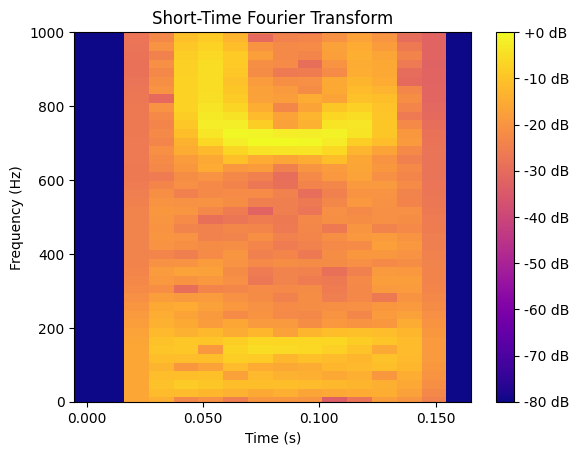 Short-Time Fourier Transform
1000
800
600
400
200
0
Frequency (Hz)
0.000
0.050
0.100
0.150
Time (s)
+0 dB
-10 dB
-20 dB
-30 dB
-40 dB
-50 dB
-60 dB
-70 dB
-80 dB